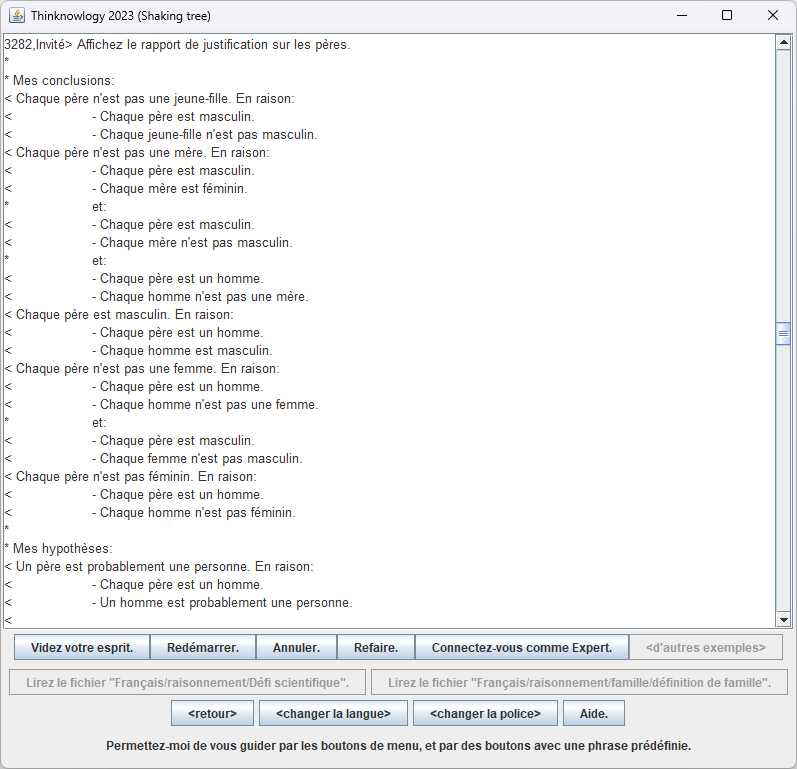 Thinknowlogy 2023 (Shaking tree)
3282,Invité> Affichez le rapport de justification sur les pères.
*
* Mes conclusions:
< Chaque père n'est pas une jeune-fille. En raison:
< - Chaque père est masculin.
< - Chaque jeune-fille n'est pas masculin.
< Chaque père n'est pas une mère. En raison:
< - Chaque père est masculin.
< - Chaque mère est féminin.
* et:
< - Chaque père est masculin.
< - Chaque mère n'est pas masculin.
* et:
< - Chaque père est un homme.
< - Chaque homme n'est pas une mère.
< Chaque père est masculin. En raison:
< - Chaque père est un homme.
< - Chaque homme est masculin.
< Chaque père n'est pas une femme. En raison:
< - Chaque père est un homme.
< - Chaque homme n'est pas une femme.
* et:
< - Chaque père est masculin.
< - Chaque femme n'est pas masculin.
< Chaque père n'est pas féminin. En raison:
< - Chaque père est un homme.
< - Chaque homme n'est pas féminin.
*
* Mes hypothèses:
< Un père est probablement une personne. En raison:
< - Chaque père est un homme.
< - Un homme est probablement une personne.
<
Videz votre esprit. Redémarrer. Annuler. Refaire. Connectez-vous comme Expert. <d'autres exemples>
Lirez le fichier "Français/raisonnement/Défi scientifique". Lirez le fichier "Français/raisonnement/famille/définition de famille".
<retour> <changer la langue> <changer la police> Aide.
Permettez-moi de vous guider par les boutons de menu, et par des boutons avec une phrase prédéfinie.